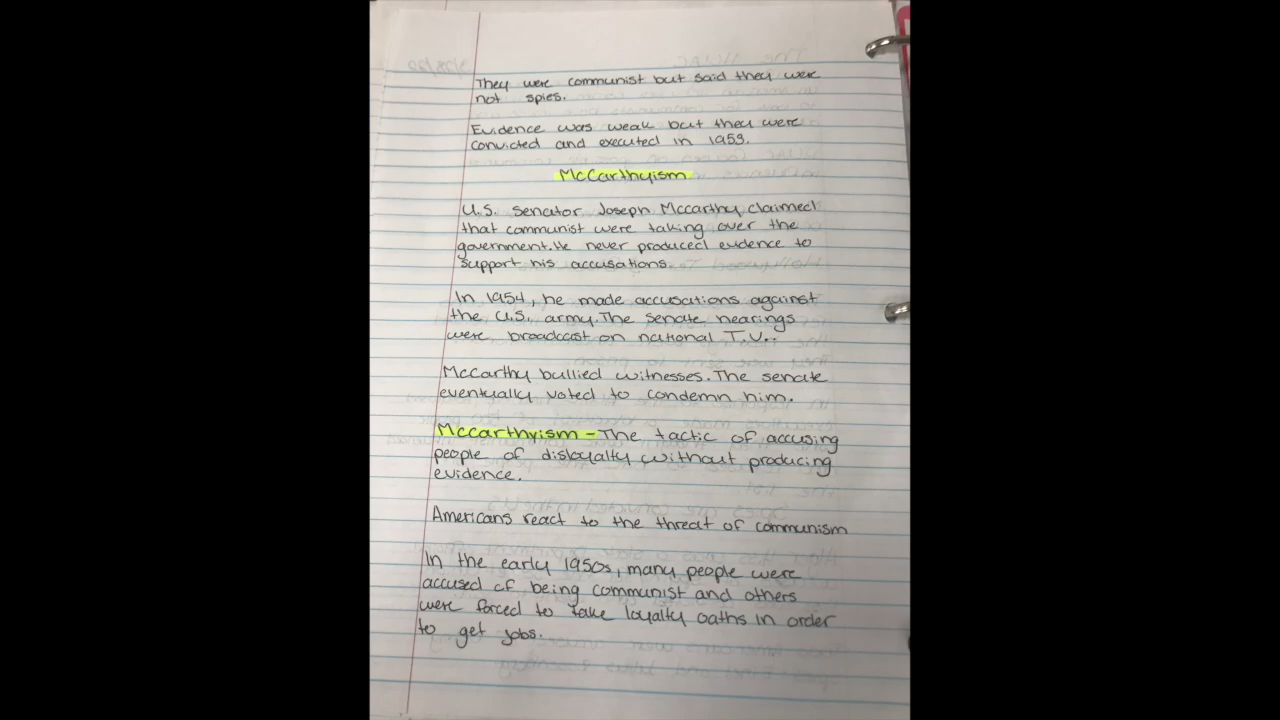 They were communist but said they were
not spies.
Evidence was weak but they were
convicted and executed in 1953.
McCarthyism
U.S. Senator Joseph Mccarthy claimed
that communist were taking over the
government. He never produced evidence to
support his accusations.
In 1954, he made accusations against
the U.S. army. The Senate hearings
were broadcast on national T.V..
Mccarthy bullied witnesses. The senate
eventually voted to condemn him.
Mccarthyism - The tactic of accusing
people of disloyalty without producing
evidence.
Americans react to the threat of communism
In the early 1950s, many people were
accused of being communist and others
were forced to take loyalty oaths in order
to get jobs.